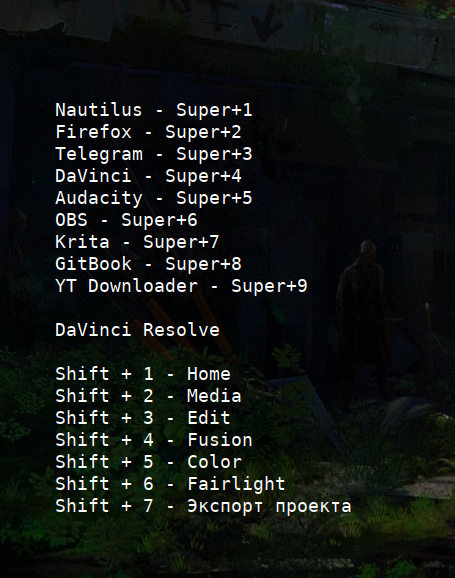 Nautilus - Super+1
Firefox - Super+2
Telegram - Super+3
DaVinci - Super+4
Audacity - Super+5
OBS - Super+6
Krita - Super+7
GitBook - Super+8
YT Downloader - Super+9
DaVinci Resolve
Shift + 1 - Home
Shift + 2 - Media
Shift + 3 - Edit
Shift + 4 - Fusion
Shift + 5 - Color
Shift + 6 - Fairlight
Shift + 7 - Экспорт проекта